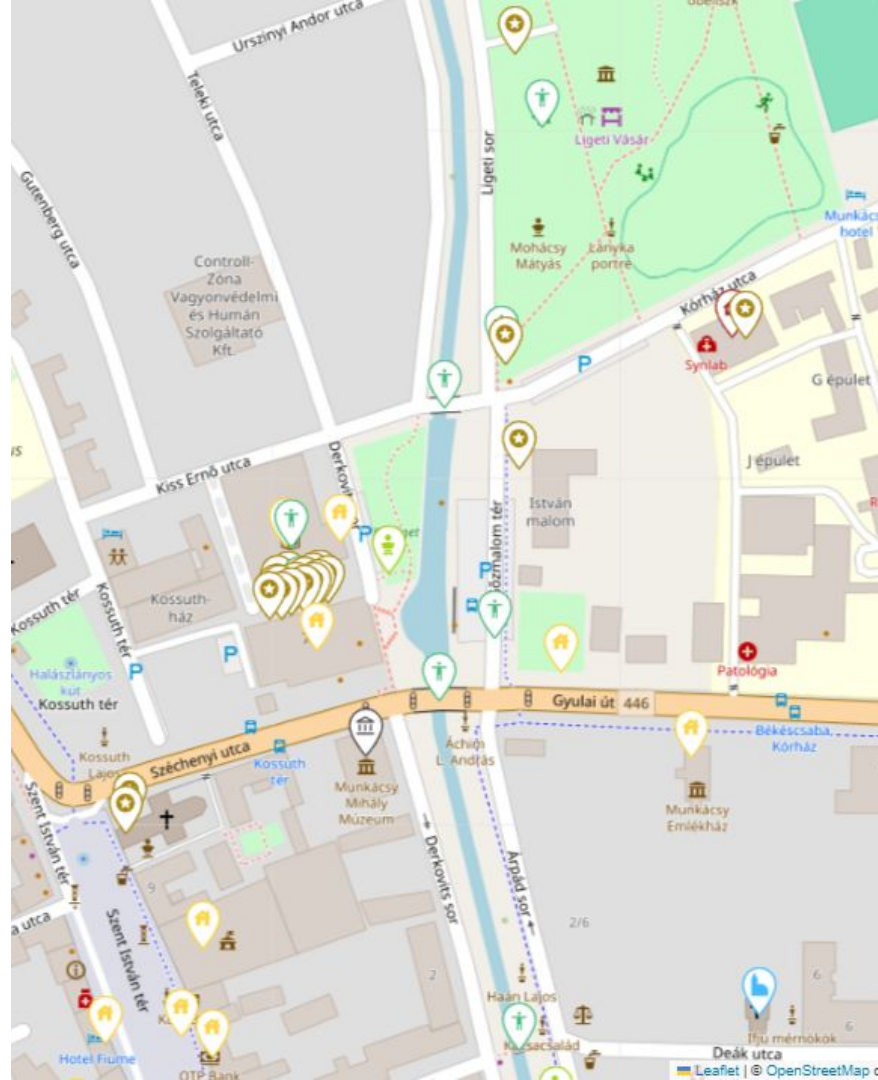 Urszinyi Andor utca
Teleki utca
Ligeti sor
Ligeti Vásár
Gutenberg utca
Munkács
hotel
Mohácsy
Mátyás
Lányka
portré
Controll-
Zóna
Vagyonvédelmi
és Humán
Szolgáltató
Kft.
Kórház utca
P
Synlab
G épület
Kiss Ernő utca
J épület
István
malom
P
P
Kossuth tér
Kossuth tér
Kossuth-
ház
P
P
Halászlányos
kút
Kossuth tér
Patológia
Gyulai út
446
Kossuth
Lajos
Széchenyi utca
Kossuth
tér
Áchim
L. András
Békéscsaba,
Kórház
Munkácsy
Mihály
Múzeum
Munkácsy
Emlékház
Szent István tér
Derkovits sor
Árpád sor
9
a utca
Szent István tér
2/6
2
6
Haan Lajos
Ifjú mérnökök
6
Hotel Fiume
Deák utca
OTP Bank
Leaflet | © OpenStreetMap c